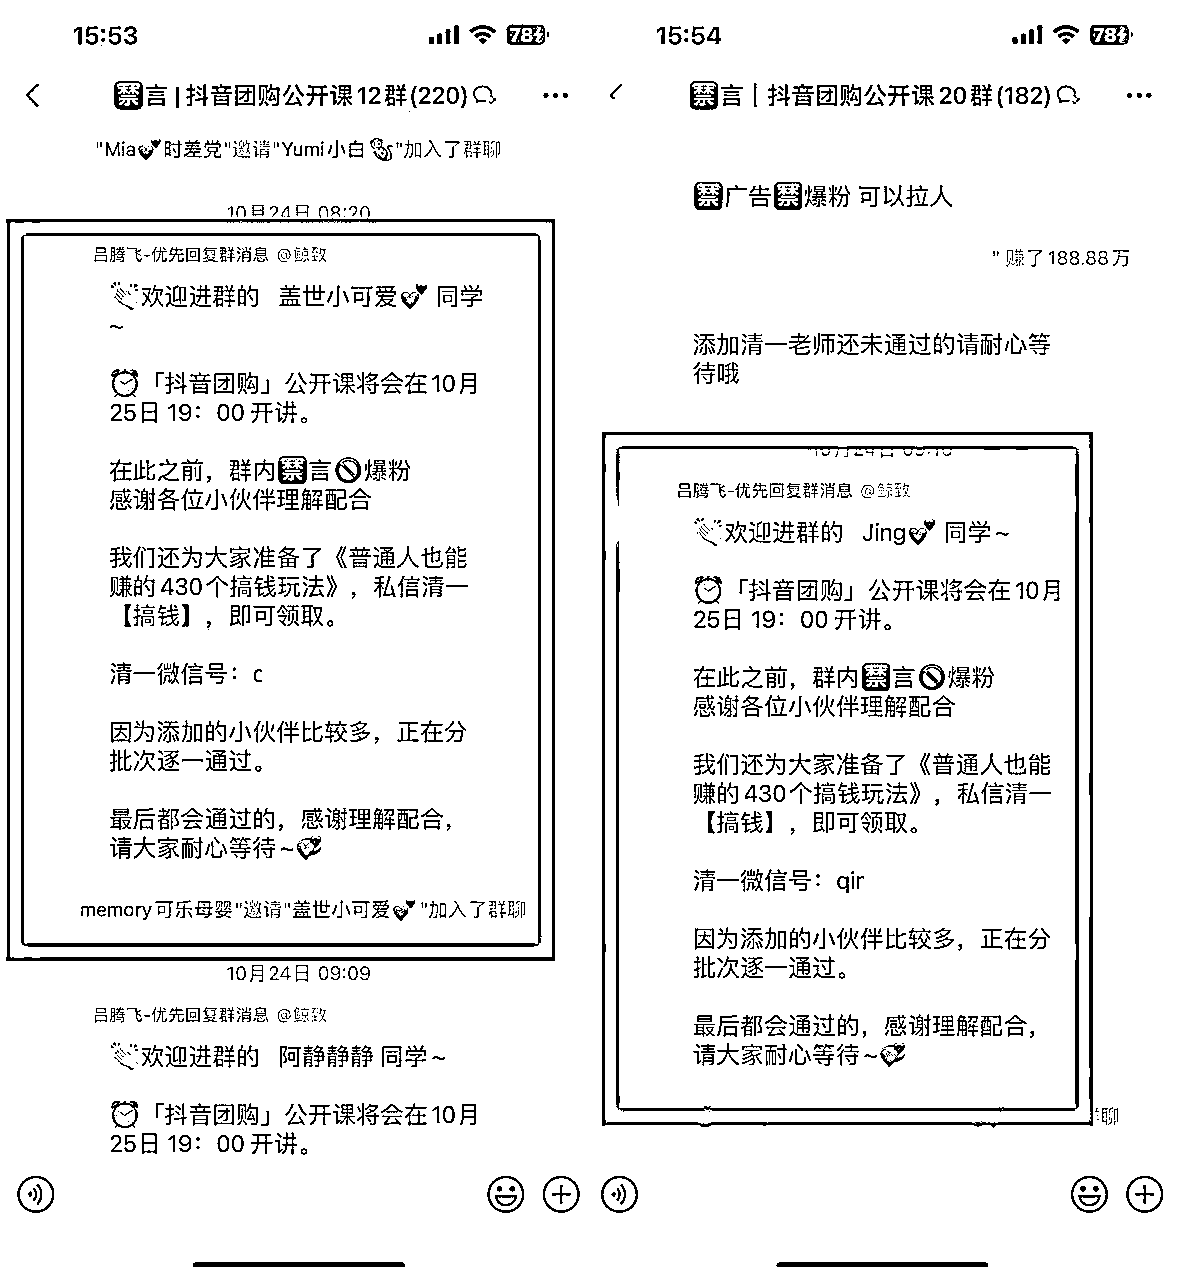 15:53
78
禁言 | 抖音团购公开课12群(220)
"Mia💕时差党"邀请"Yumi小白"加入了群聊
10月24日 08:20
吕腾飞-优先回复群消息 @鲸致
👏欢迎进群的 盖世小可爱💕 同学
~
⏰「抖音团购」公开课将会在10月
25日 19：00 开讲。
在此之前，群内禁言🚫爆粉
感谢各位小伙伴理解配合
我们还为大家准备了《普通人也能
赚的430个搞钱玩法》，私信清一
【搞钱】，即可领取。
清一微信号：c
因为添加的小伙伴比较多，正在分
批次逐一通过。
最后都会通过的，感谢理解配合，
请大家耐心等待~💞
memory可乐母婴"邀请"盖世小可爱💕"加入了群聊
10月24日 09:09
吕腾飞-优先回复群消息 @鲸致
👏欢迎进群的 阿静静静 同学~
⏰「抖音团购」公开课将会在10月
25日 19：00 开讲。
15:54
78
禁言 | 抖音团购公开课20群(182)
禁广告禁爆粉 可以拉人
" 赚了188.88万
添加清一老师还未通过的请耐心等
待哦
吕腾飞-优先回复群消息 @鲸致
👏欢迎进群的 Jing💕 同学~
⏰「抖音团购」公开课将会在10月
25日 19：00 开讲。
在此之前，群内禁言🚫爆粉
感谢各位小伙伴理解配合
我们还为大家准备了《普通人也能
赚的430个搞钱玩法》，私信清一
【搞钱】，即可领取。
清一微信号：qir
因为添加的小伙伴比较多，正在分
批次逐一通过。
最后都会通过的，感谢理解配合，
请大家耐心等待~💞
聊